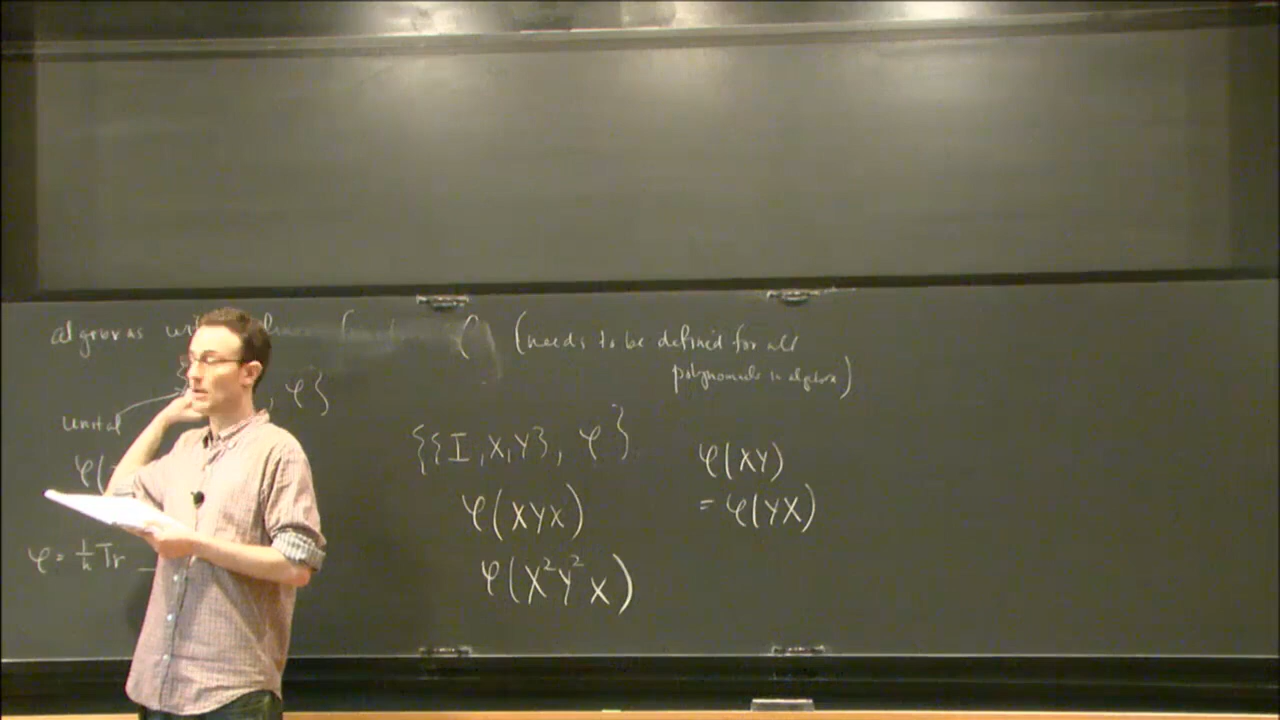 algebras φ (needs to be defined for all
polynomials in algebra)
, φ}
unital
{{I, X, Y}, φ}
φ(XY)
φ(
= φ(YX)
φ(XYX)
φ = 1/n Tr
φ(X²Y²X)